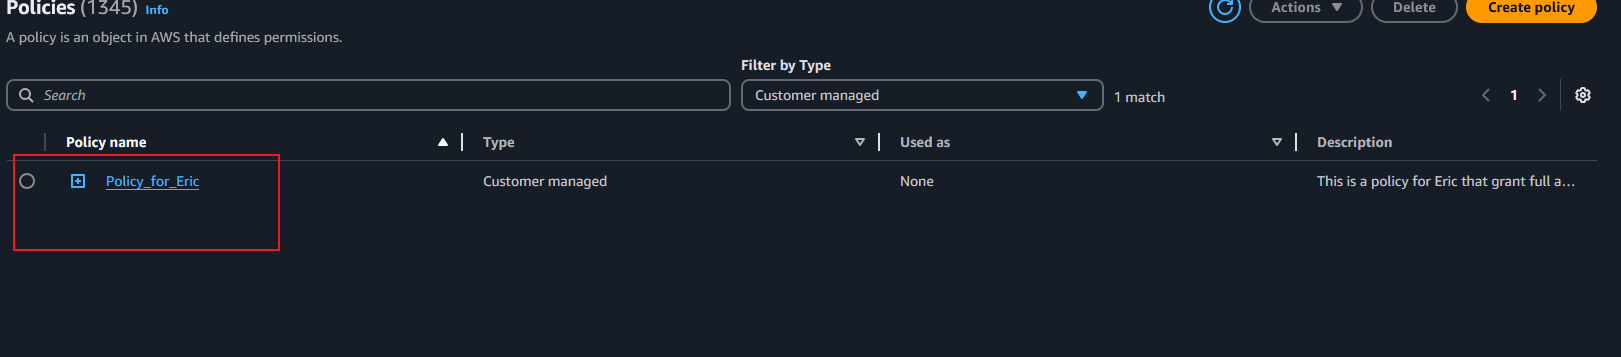 Policies (1345) Info
Actions Delete Create policy
A policy is an object in AWS that defines permissions.
Filter by Type
Search Customer managed 1 match 1
Policy name Type Used as Description
Policy_for_Eric Customer managed None This is a policy for Eric that grant full a...